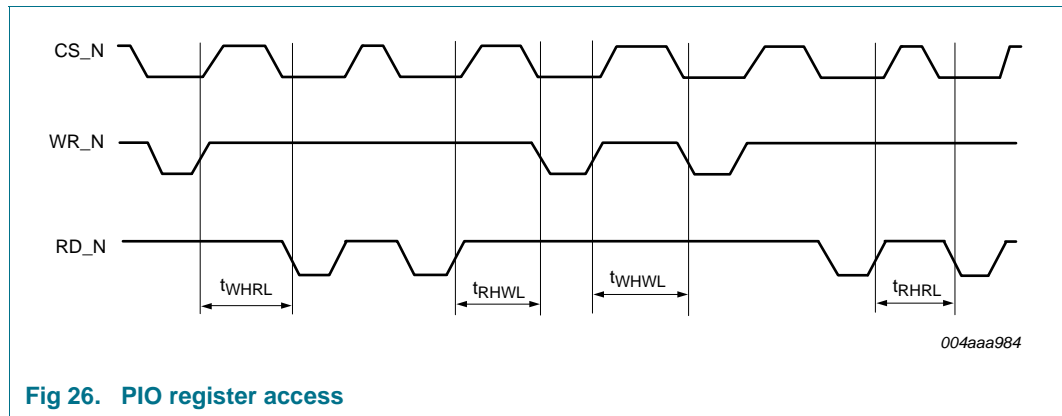 CS_N
WR_N
RD_N
tWHRL
tRHWL
tWHWL
tRHRL
004aaa984
Fig 26. PIO register access